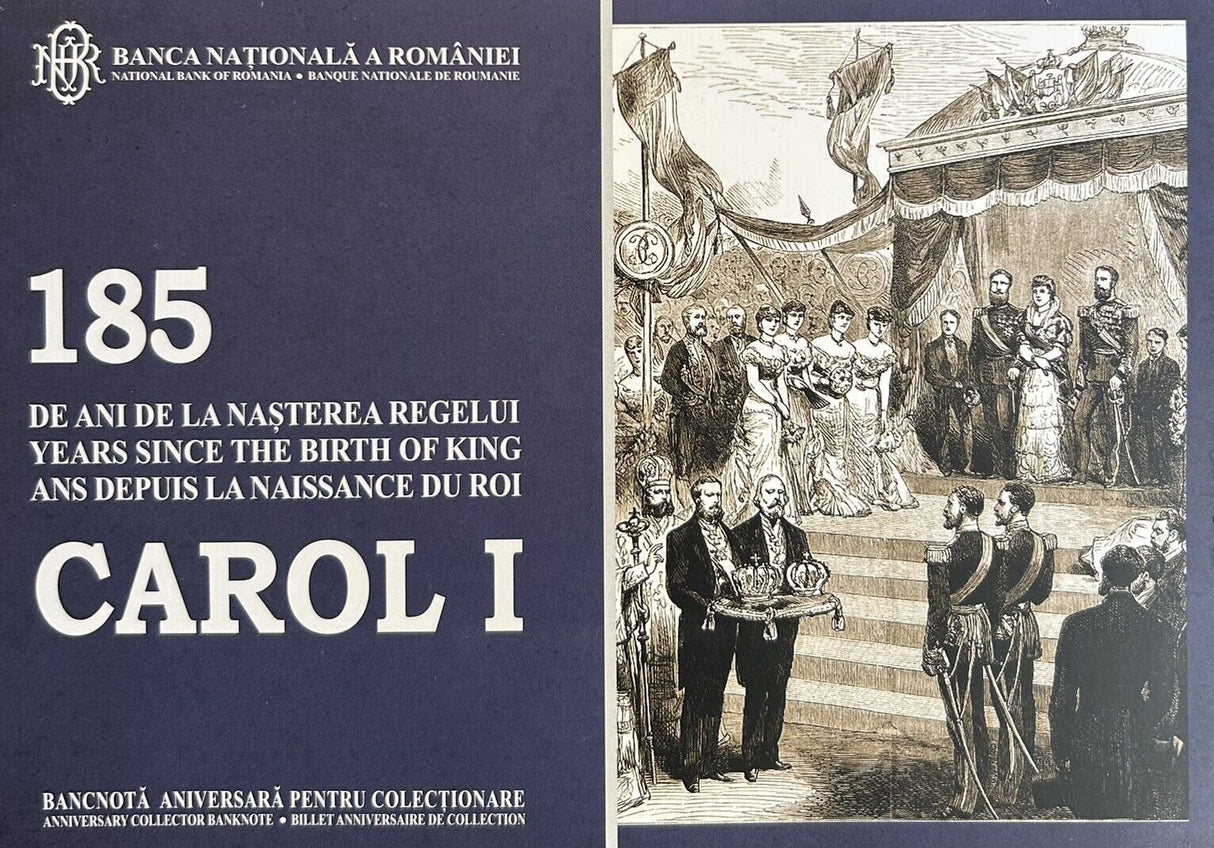 BANCA NAȚIONALĂ A ROMÂNIEI
NATIONAL BANK OF ROMANIA • BANQUE NATIONALE DE ROUMANIE
185
DE ANI DE LA NAȘTEREA REGELUI
YEARS SINCE THE BIRTH OF KING
ANS DEPUIS LA NAISSANCE DU ROI
CAROL I
BANCNOTĂ ANIVERSARĂ PENTRU COLECȚIONARE
ANNIVERSARY COLLECTOR BANKNOTE • BILLET ANNIVERSAIRE DE COLLECTION